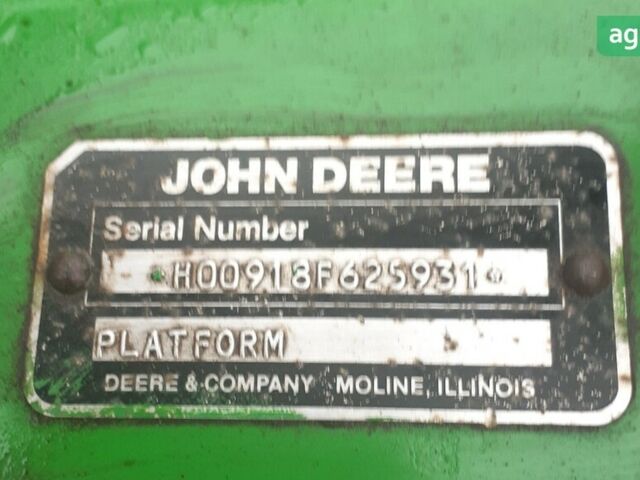 ag
JOHN DEERE
Serial Number
*H00918F625931*
PLATFORM
DEERE & COMPANY MOLINE, ILLINOIS